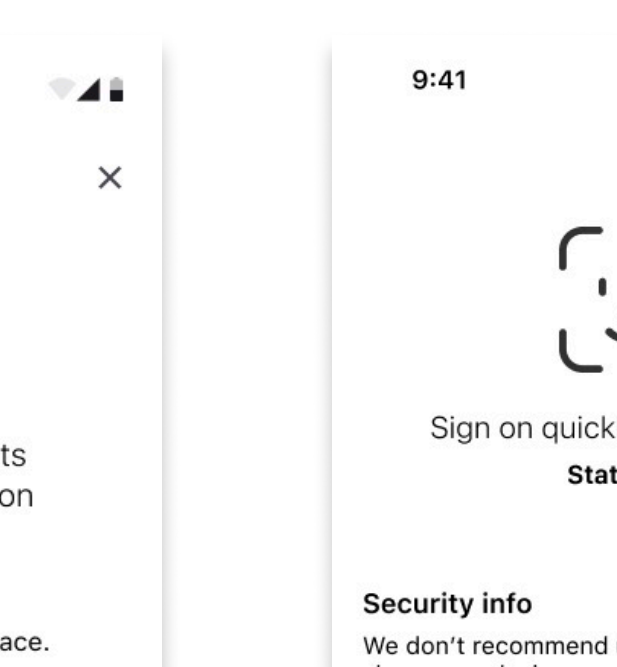 ts
on
ace.
9:41
Sign on quick
Stat
Security info
We don't recommend